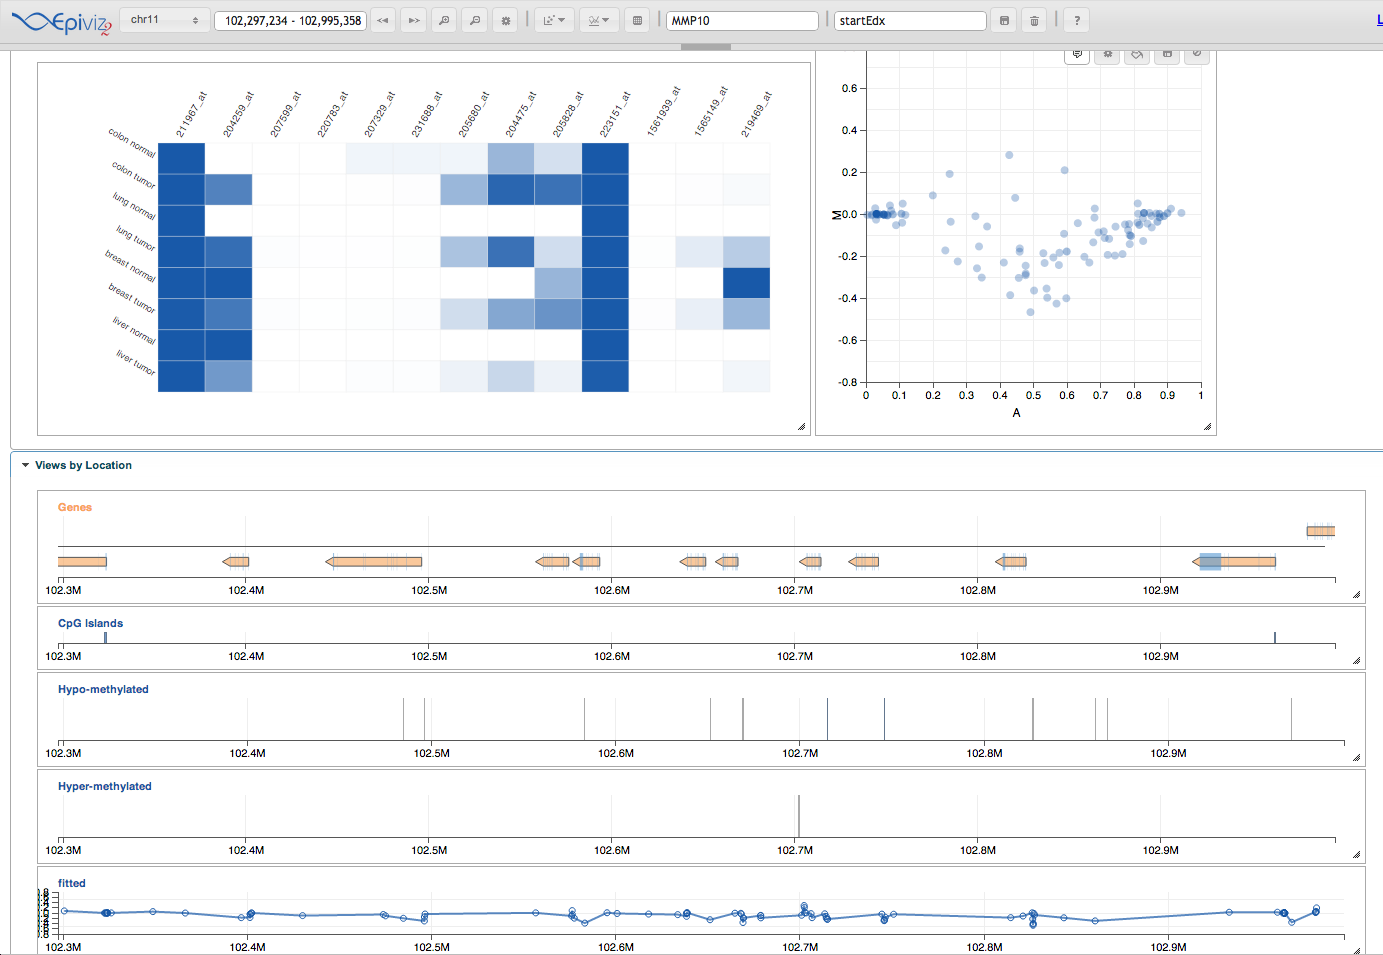 Epiviz 2 chr11 102,297,234 - 102,995,358 <- -> MMP10 startEdx ? L
211967_at 204259_at 207599_at 220783_at 207329_at 231688_at 205680_at 204475_at 205828_at 223151_at 1561939_at 1565149_at 219469_at
colon normal
colon tumor
lung normal
lung tumor
breast normal
breast tumor
liver normal
liver tumor
0.6
0.4
0.2
0.0
-0.2
-0.4
-0.6
-0.8
M
0 0.1 0.2 0.3 0.4 0.5 0.6 0.7 0.8 0.9 1
A
Views by Location
Genes
102.3M 102.4M 102.5M 102.6M 102.7M 102.8M 102.9M
CpG Islands
102.3M 102.4M 102.5M 102.6M 102.7M 102.8M 102.9M
Hypo-methylated
102.3M 102.4M 102.5M 102.6M 102.7M 102.8M 102.9M
Hyper-methylated
102.3M 102.4M 102.5M 102.6M 102.7M 102.8M 102.9M
fitted
102.3M 102.4M 102.5M 102.6M 102.7M 102.8M 102.9M